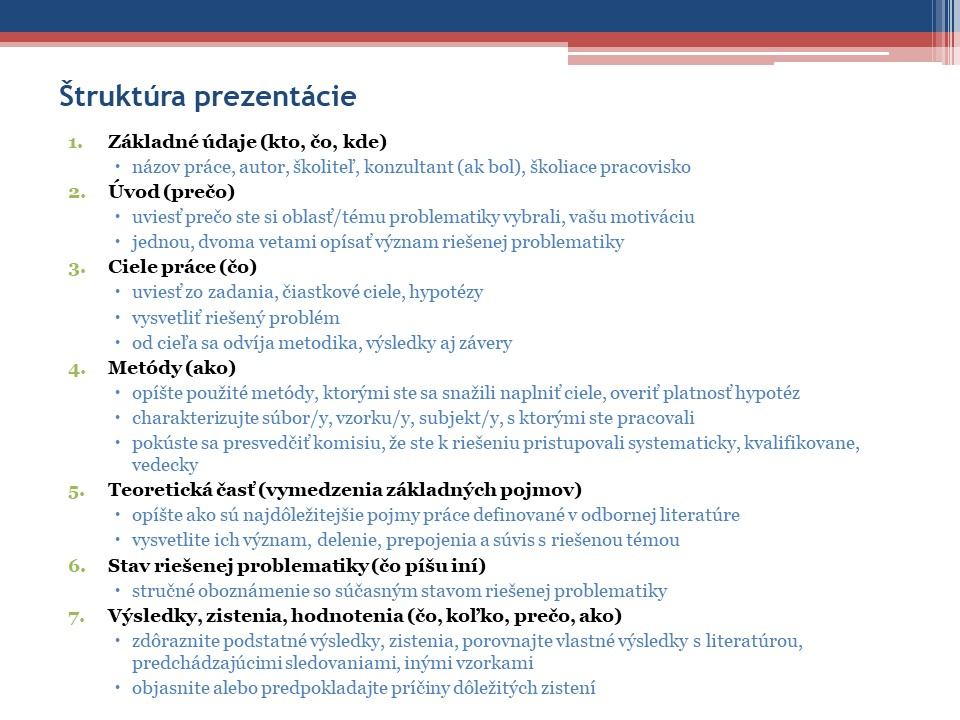 Štruktúra prezentácie
1. Základné údaje (kto, čo, kde)
▪ názov práce, autor, školiteľ, konzultant (ak bol), školiace pracovisko
2. Úvod (prečo)
▪ uviesť prečo ste si oblasť/tému problematiky vybrali, vašu motiváciu
▪ jednou, dvoma vetami opísať význam riešenej problematiky
3. Ciele práce (čo)
▪ uviesť zo zadania, čiastkové ciele, hypotézy
▪ vysvetliť riešený problém
▪ od cieľa sa odvíja metodika, výsledky aj závery
4. Metódy (ako)
▪ opíšte použité metódy, ktorými ste sa snažili naplniť ciele, overiť platnosť hypotéz
▪ charakterizujte súbor/y, vzorku/y, subjekt/y, s ktorými ste pracovali
▪ pokúste sa presvedčiť komisiu, že ste k riešeniu pristupovali systematicky, kvalifikovane,
vedecky
5. Teoretická časť (vymedzenia základných pojmov)
▪ opíšte ako sú najdôležitejšie pojmy práce definované v odbornej literatúre
▪ vysvetlite ich význam, delenie, prepojenia a súvis s riešenou témou
6. Stav riešenej problematiky (čo píšu iní)
▪ stručné oboznámenie so súčasným stavom riešenej problematiky
7. Výsledky, zistenia, hodnotenia (čo, koľko, prečo, ako)
▪ zdôraznite podstatné výsledky, zistenia, porovnajte vlastné výsledky s literatúrou,
predchádzajúcimi sledovaniami, inými vzorkami
▪ objasnite alebo predpokladajte príčiny dôležitých zistení